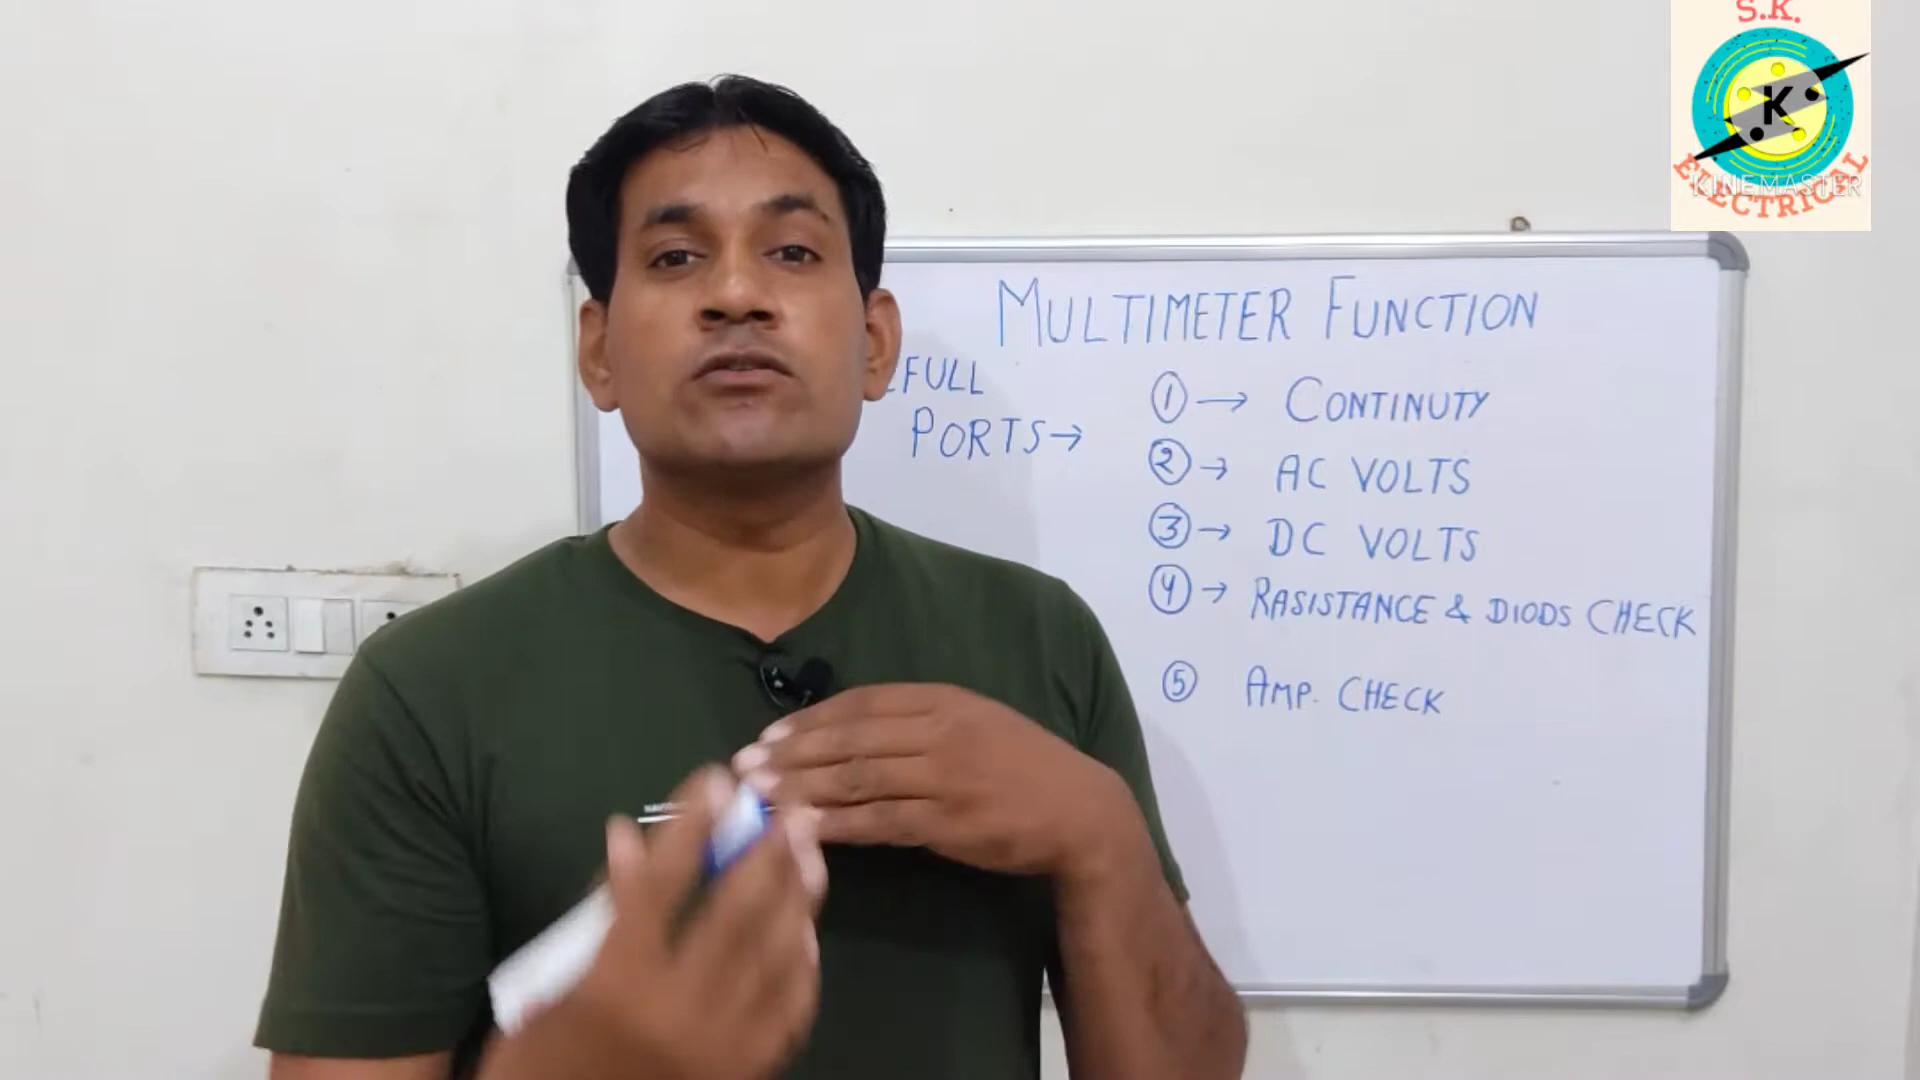 S.K.
K
ELECTRICAL
KINEMASTER
MULTIMETER FUNCTION
FULL
PORTS→
① → CONTINUTY
② → AC VOLTS
③ → DC VOLTS
④ → RASISTANCE & DIODS CHECK
⑤ AMP. CHECK